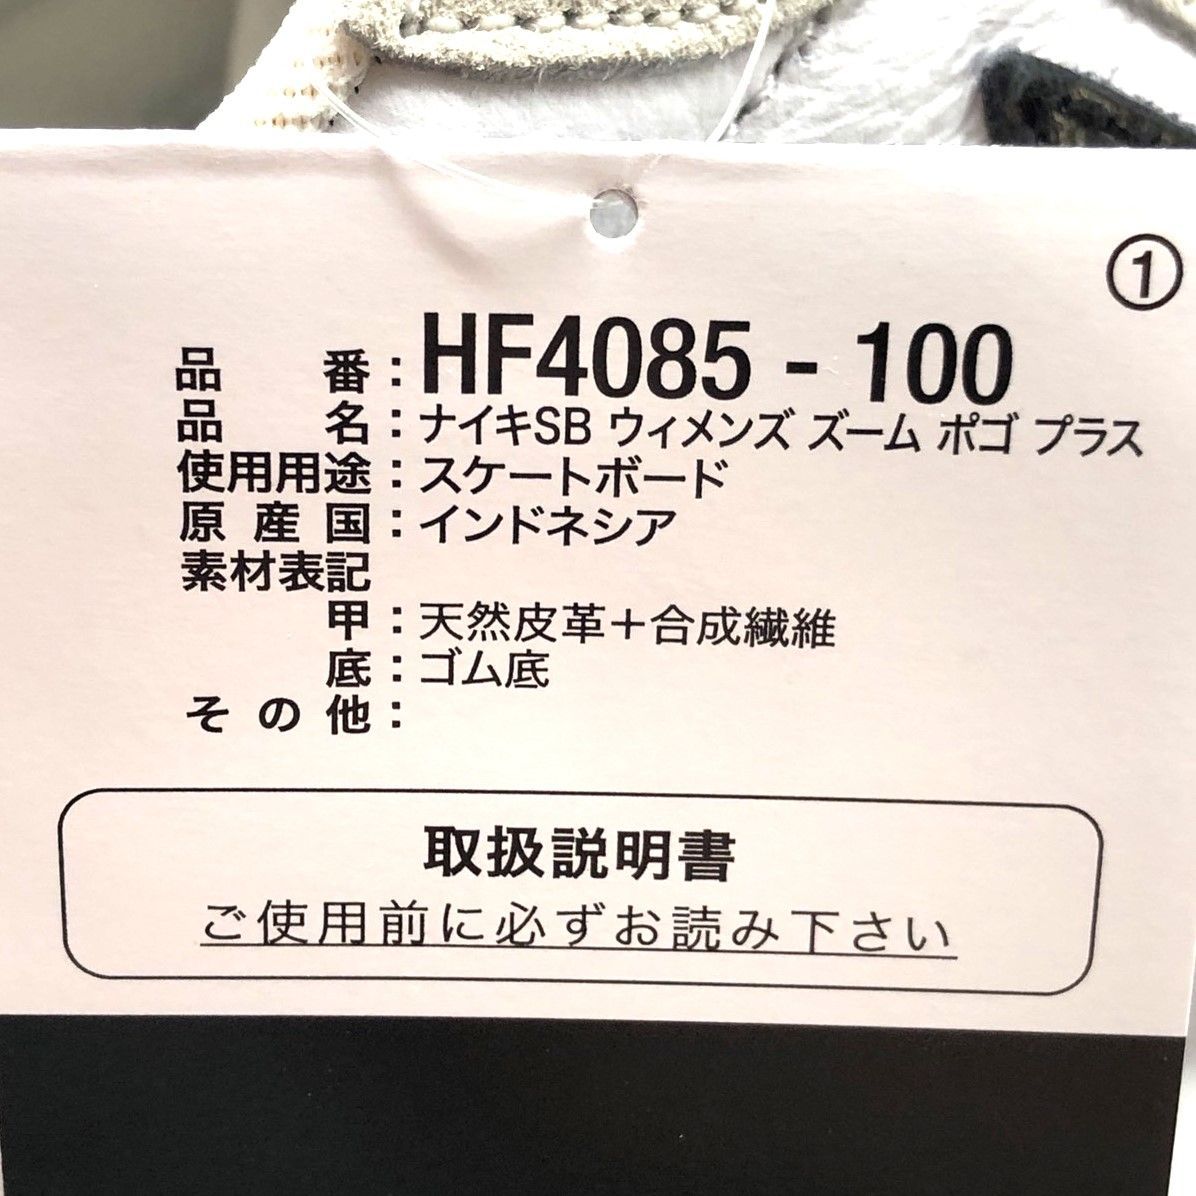 ①
品番：HF4085 - 100
品名：ナイキSB ウィメンズ ズーム ポゴ プラス
使用用途：スケートボード
原産国：インドネシア
素材表記
甲：天然皮革＋合成繊維
底：ゴム底
その他：
取扱説明書
ご使用前に必ずお読み下さい